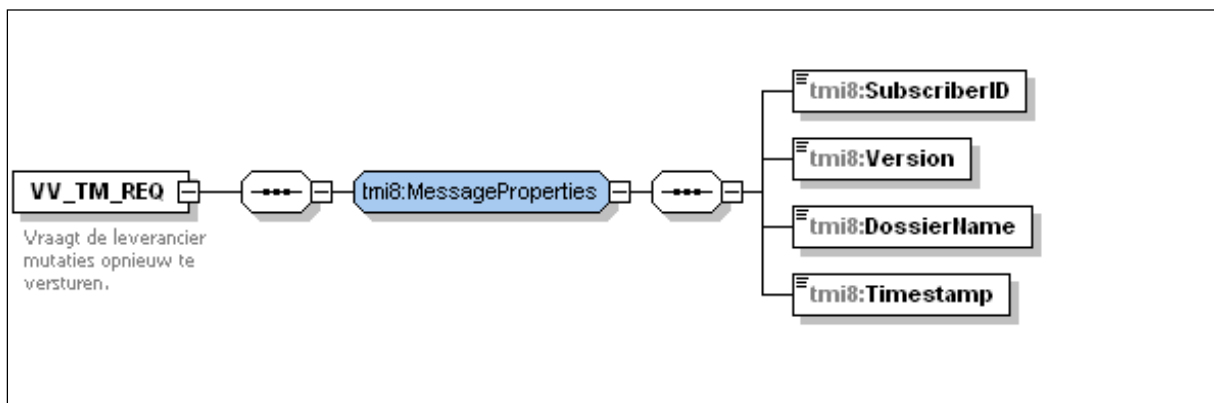 VV_TM_REQ
Vraagt de leverancier
mutaties opnieuw te
versturen.
tmi8:MessageProperties
tmi8:SubscriberID
tmi8:Version
tmi8:DossierName
tmi8:Timestamp